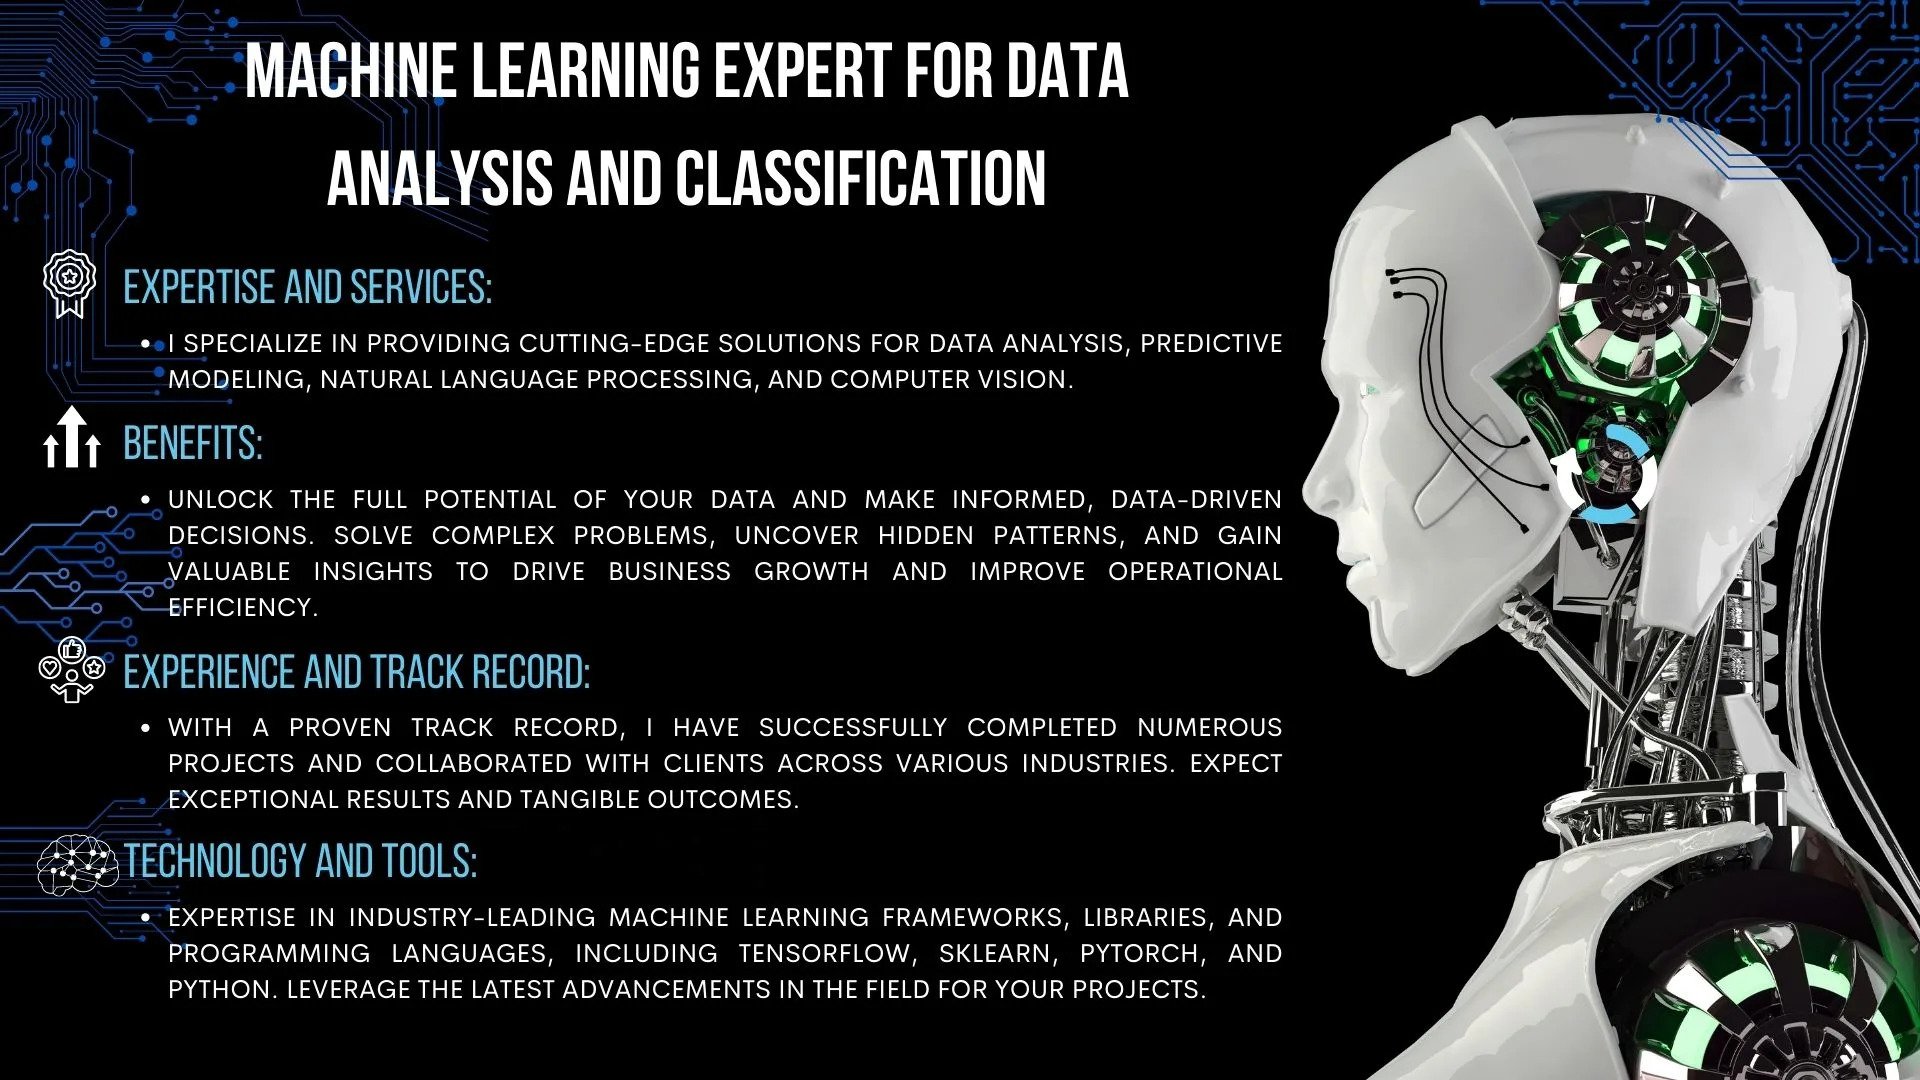 MACHINE LEARNING EXPERT FOR DATA
ANALYSIS AND CLASSIFICATION
EXPERTISE AND SERVICES:
• I SPECIALIZE IN PROVIDING CUTTING-EDGE SOLUTIONS FOR DATA ANALYSIS, PREDICTIVE
MODELING, NATURAL LANGUAGE PROCESSING, AND COMPUTER VISION.
BENEFITS:
• UNLOCK THE FULL POTENTIAL OF YOUR DATA AND MAKE INFORMED, DATA-DRIVEN
DECISIONS. SOLVE COMPLEX PROBLEMS, UNCOVER HIDDEN PATTERNS, AND GAIN
VALUABLE INSIGHTS TO DRIVE BUSINESS GROWTH AND IMPROVE OPERATIONAL
EFFICIENCY.
EXPERIENCE AND TRACK RECORD:
• WITH A PROVEN TRACK RECORD, I HAVE SUCCESSFULLY COMPLETED NUMEROUS
PROJECTS AND COLLABORATED WITH CLIENTS ACROSS VARIOUS INDUSTRIES. EXPECT
EXCEPTIONAL RESULTS AND TANGIBLE OUTCOMES.
TECHNOLOGY AND TOOLS:
• EXPERTISE IN INDUSTRY-LEADING MACHINE LEARNING FRAMEWORKS, LIBRARIES, AND
PROGRAMMING LANGUAGES, INCLUDING TENSORFLOW, SKLEARN, PYTORCH, AND
PYTHON. LEVERAGE THE LATEST ADVANCEMENTS IN THE FIELD FOR YOUR PROJECTS.